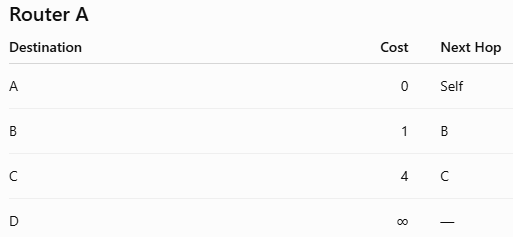 Router A
Destination Cost Next Hop
A 0 Self
B 1 B
C 4 C
D ∞ —